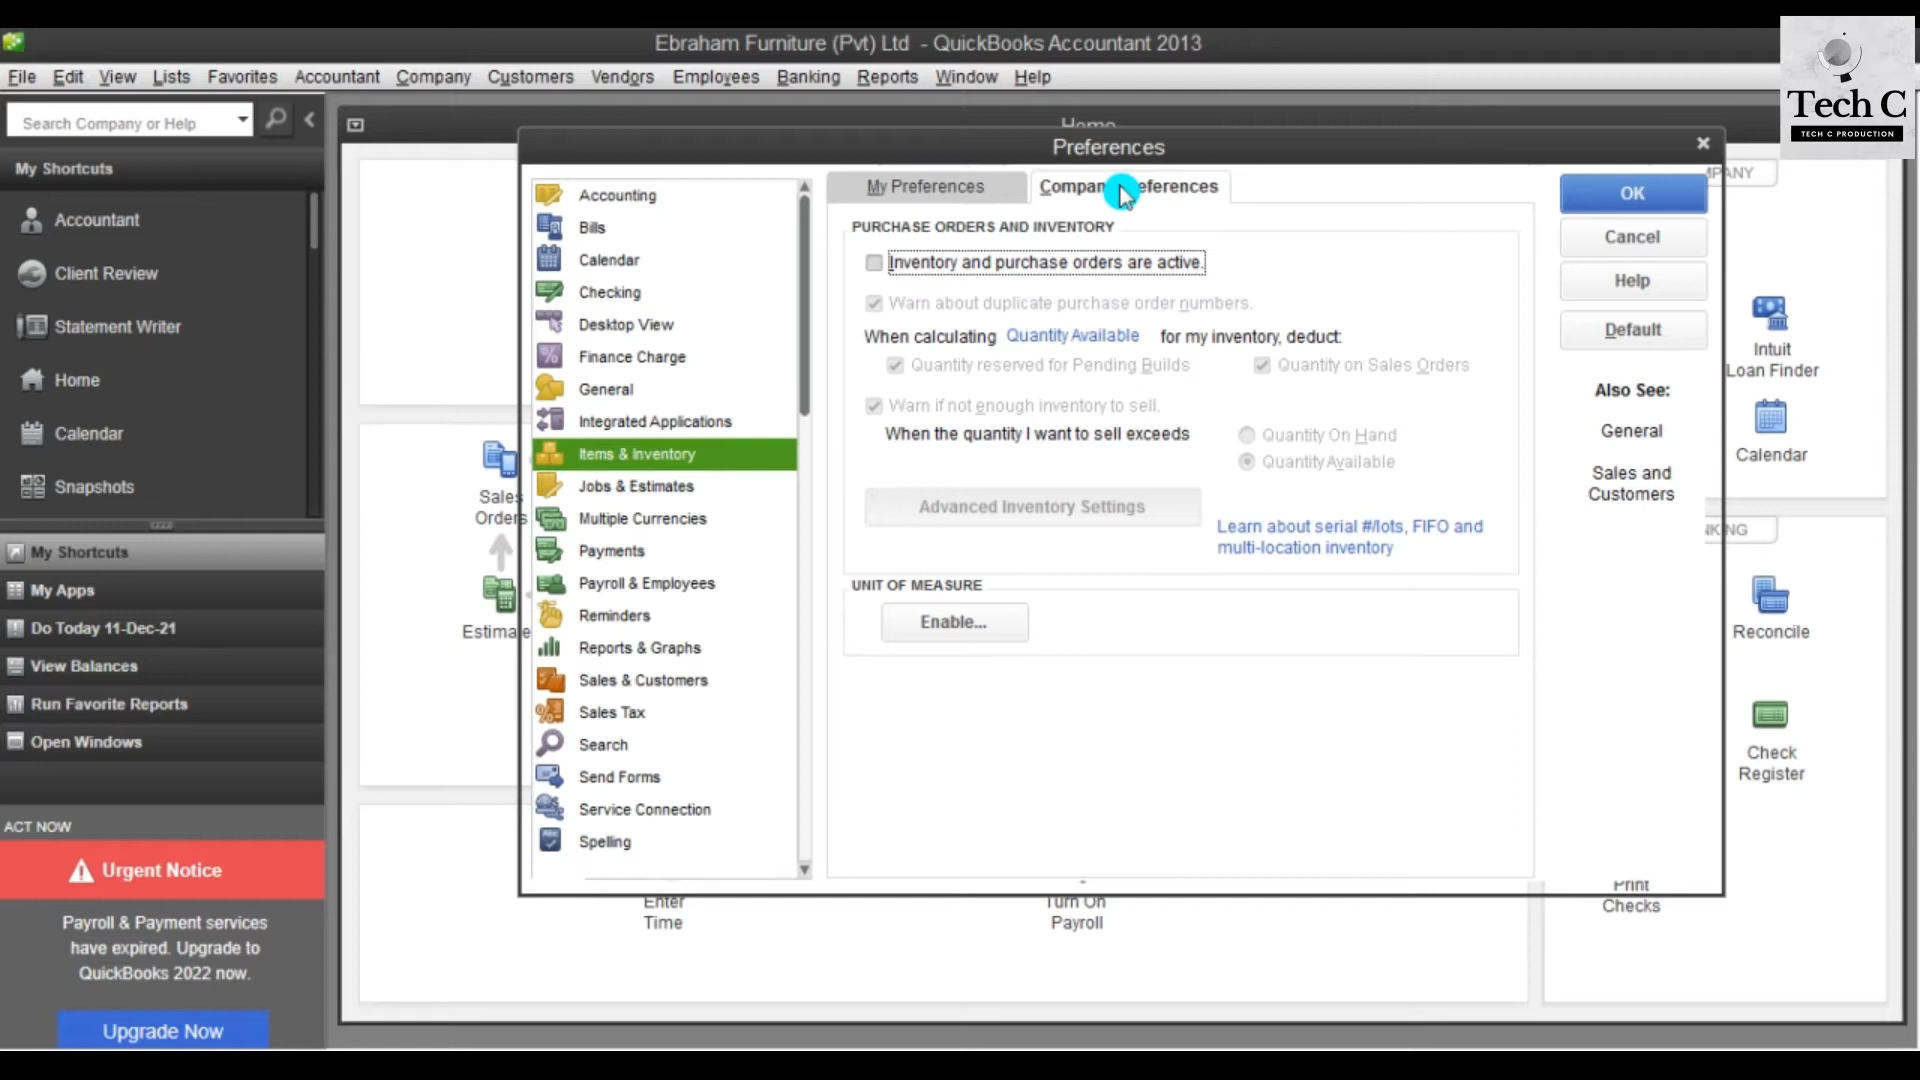 Ebraham Furniture (Pvt) Ltd - QuickBooks Accountant 2013
File Edit View Lists Favorites Accountant Company Customers Vendors Employees Banking Reports Window Help
Tech C
TECH C PRODUCTION
Search Company or Help
My Shortcuts
Accountant
Client Review
Statement Writer
Home
Calendar
Snapshots
My Shortcuts
My Apps
Do Today 11-Dec-21
View Balances
Run Favorite Reports
Open Windows
ACT NOW
Urgent Notice
Payroll & Payment services
have expired. Upgrade to
QuickBooks 2022 now.
Upgrade Now
Home
Sales
Orders
Preferences
Accounting
Bills
Calendar
Checking
Desktop View
Finance Charge
General
Integrated Applications
Items & Inventory
Jobs & Estimates
Multiple Currencies
Payments
Payroll & Employees
Reminders
Reports & Graphs
Sales & Customers
Sales Tax
Search
Send Forms
Service Connection
Spelling
My Preferences
PURCHASE ORDERS AND INVENTORY
Inventory and purchase orders are active.
Warn about duplicate purchase order numbers.
When calculating Quantity Available for my inventory, deduct:
Quantity reserved for Pending Builds Quantity on Sales Orders
Warn if not enough inventory to sell.
When the quantity I want to sell exceeds Quantity On Hand
Quantity Available
Advanced Inventory Settings
Learn about serial #/lots, FIFO and
multi-location inventory
UNIT OF MEASURE
Enable...
OK
Cancel
Help
Default
Also See:
General
Sales and
Customers
Intuit
Loan Finder
Calendar
Reconcile
Check
Register
Enter
Time
Turn On
Payroll
Print
Checks